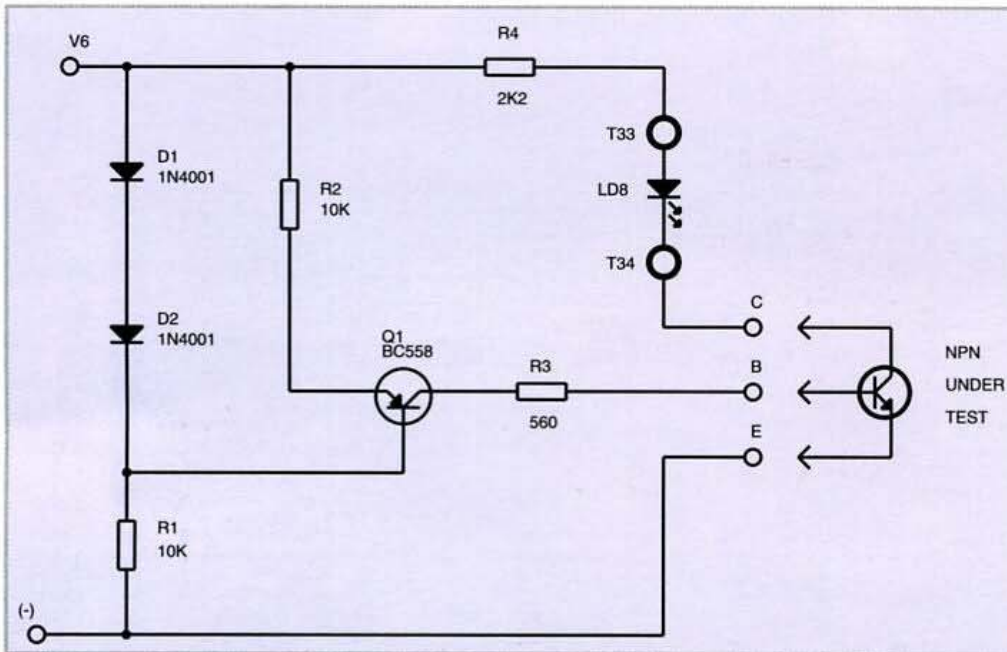 V6
R4
2K2
D1
1N4001
R2
10K
T33
LD8
T34
D2
1N4001
Q1
BC558
R3
560
C
B
E
NPN
UNDER
TEST
R1
10K
(-)